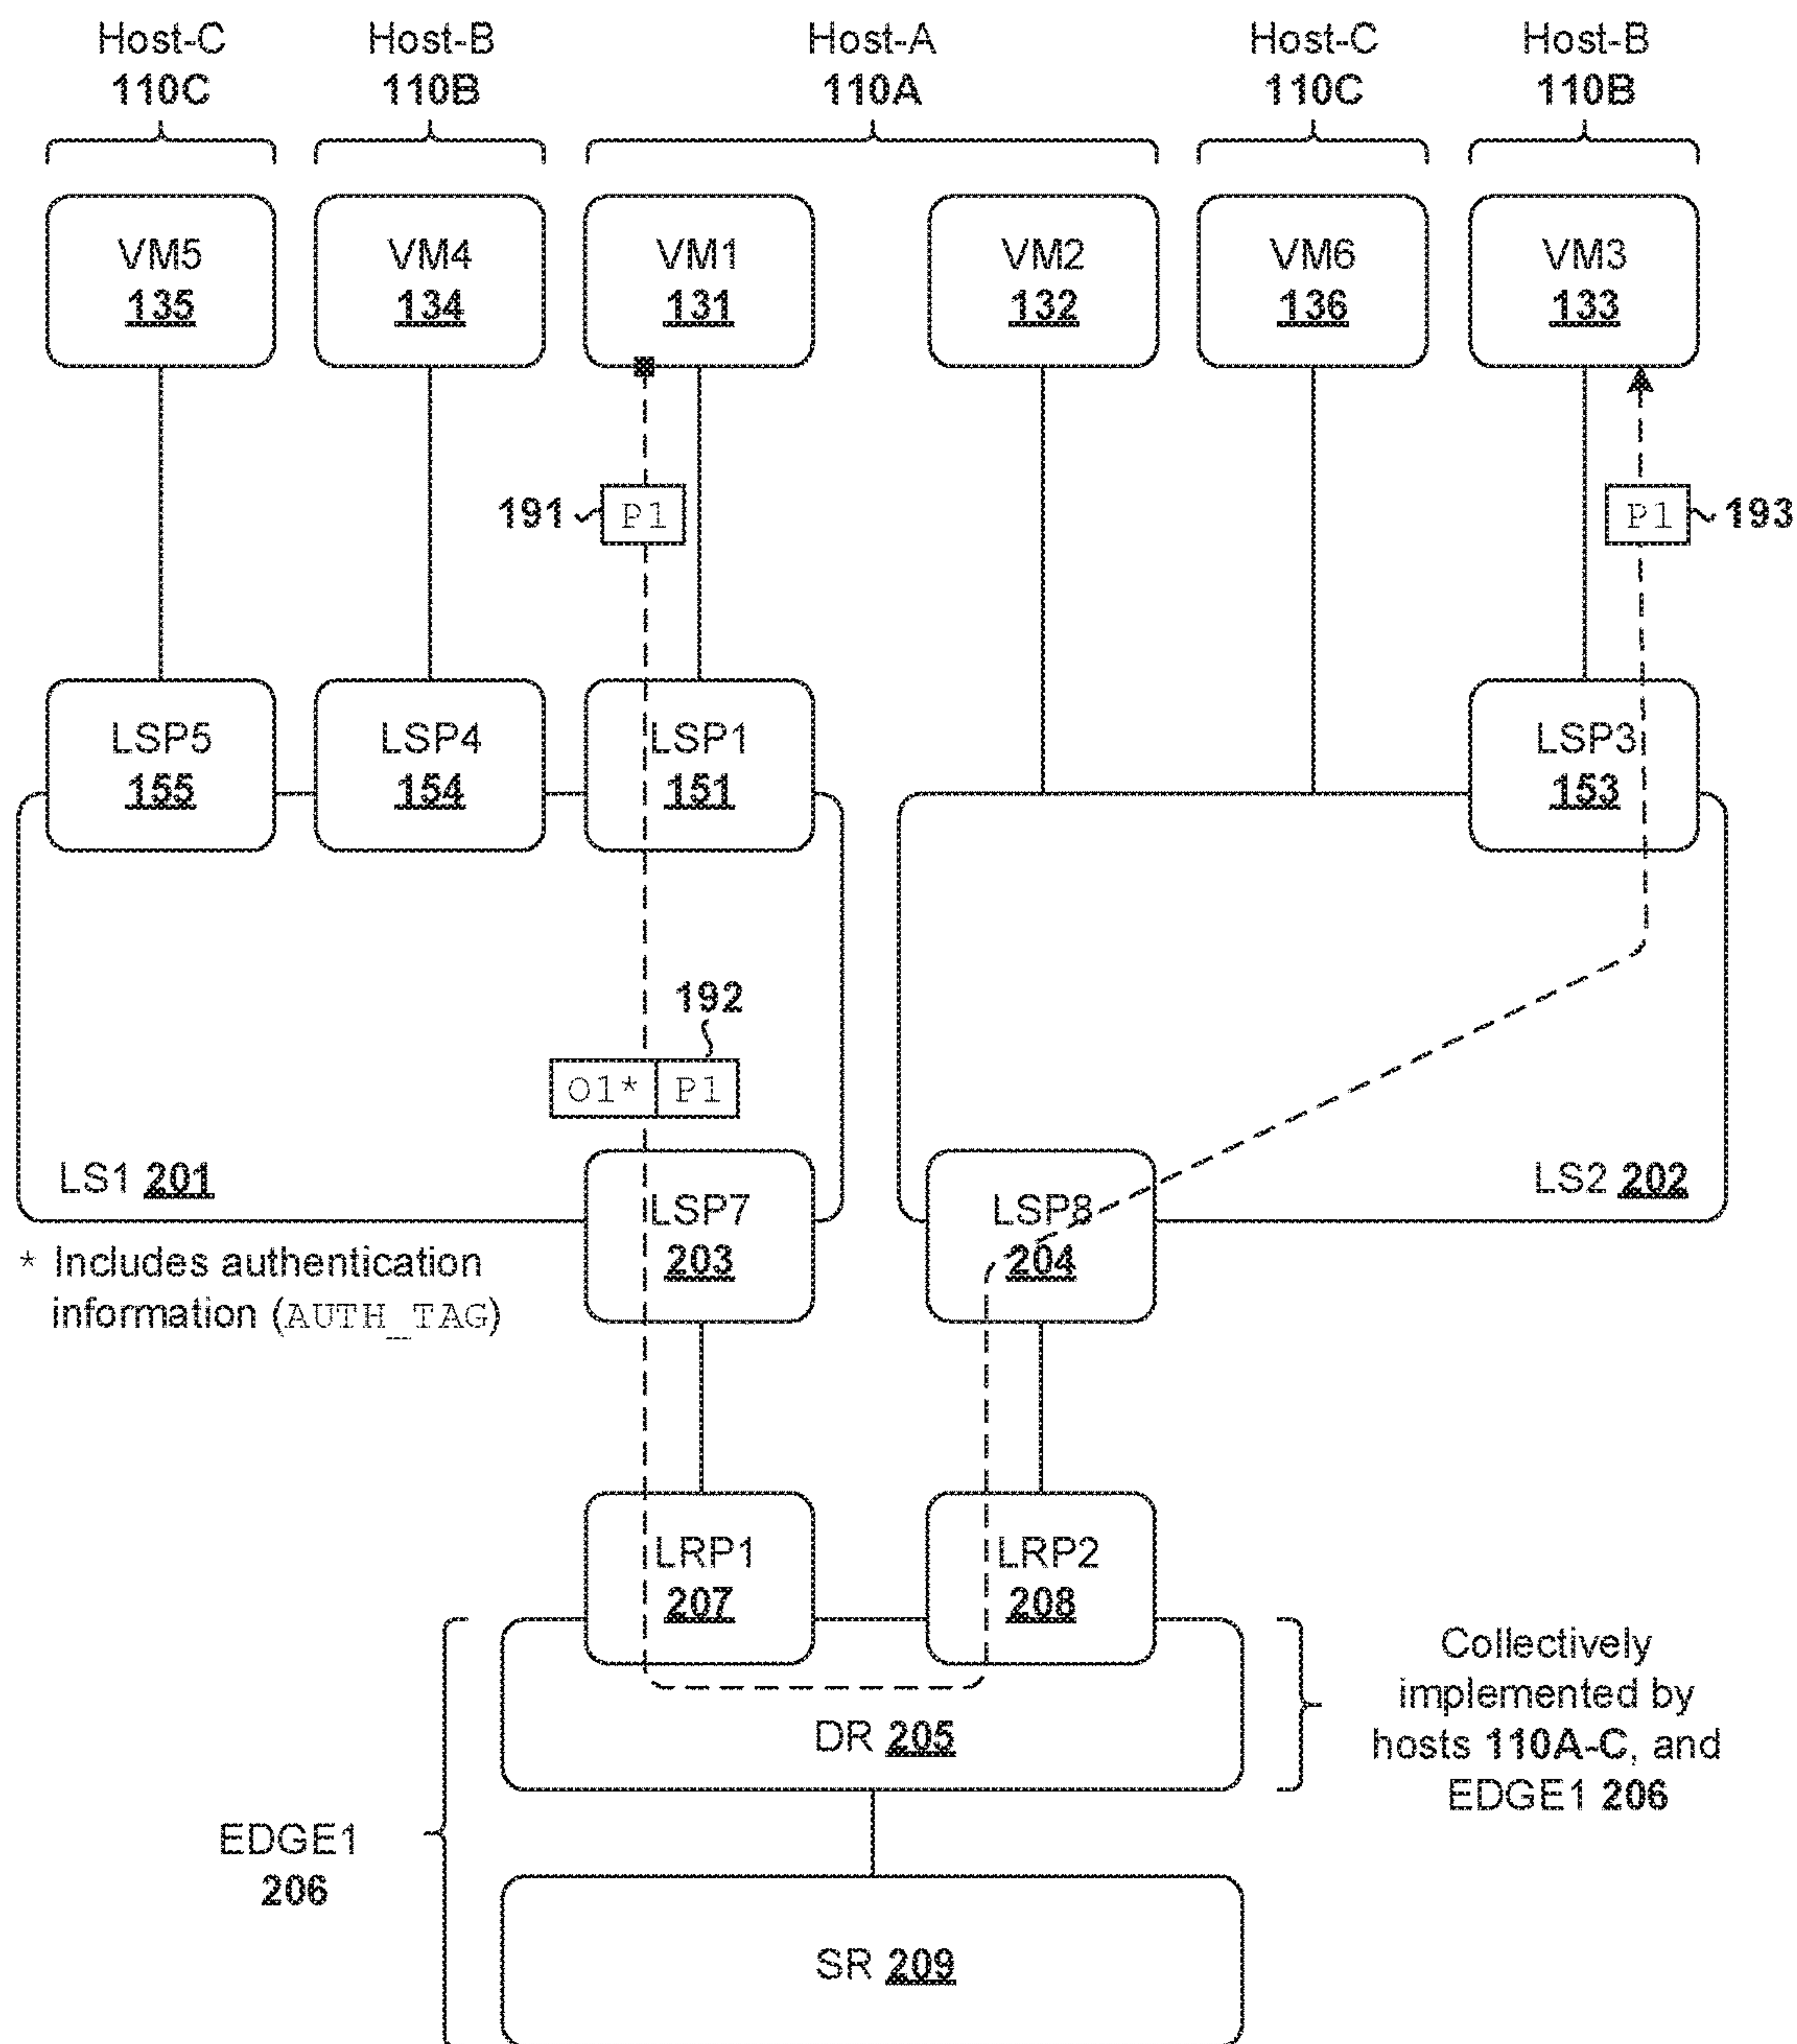 Host-C
110C
Host-B
110B
Host-A
110A
Host-C
110C
Host-B
110B
VM5
135
VM4
134
VM1
131
VM2
132
VM6
136
VM3
133
191
P1
P1
193
LSP5
155
LSP4
154
LSP1
151
LSP3
153
192
O1*
P1
LS1 201
LSP7
203
LSP8
204
LS2 202
* Includes authentication
information (AUTH_TAG)
LRP1
207
LRP2
208
DR 205
Collectively
implemented by
hosts 110A-C, and
EDGE1 206
EDGE1
206
SR 209